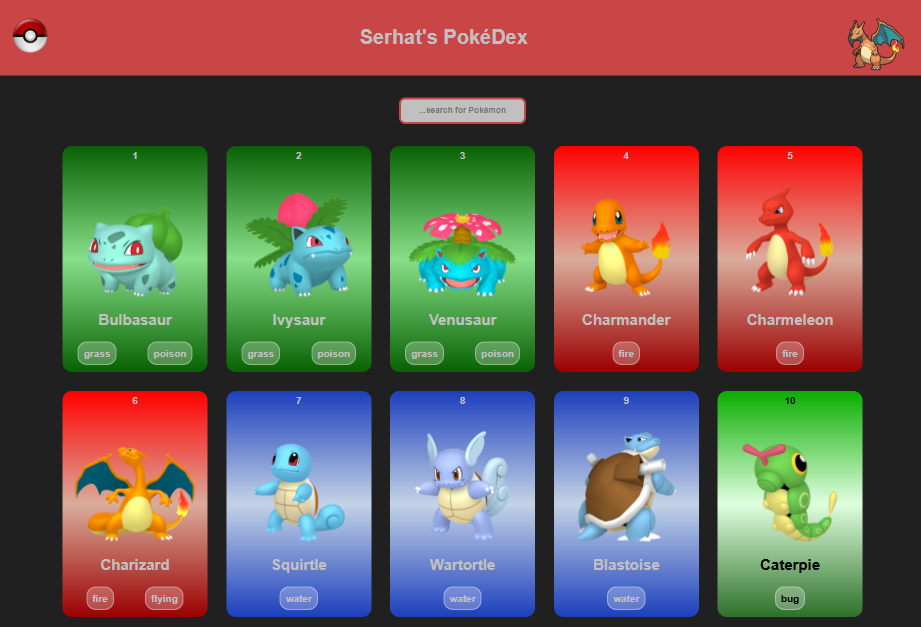 Serhat's PokéDex
...search for Pokémon
1 2 3 4 5
Bulbasaur Ivysaur Venusaur Charmander Charmeleon
grass poison grass poison grass poison fire fire
6 7 8 9 10
Charizard Squirtle Wartortle Blastoise Caterpie
fire flying water water water bug